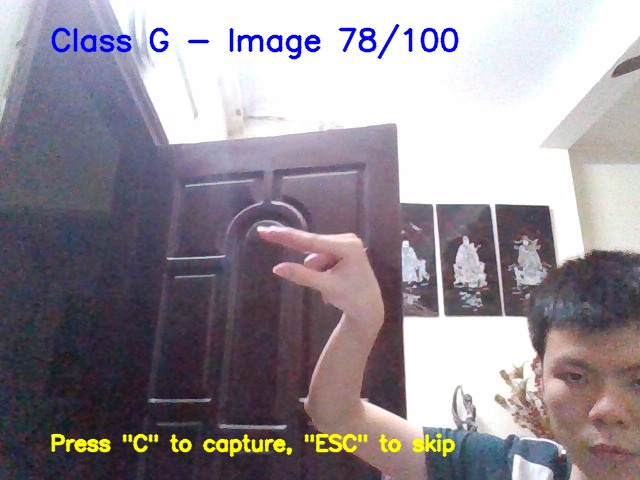 Class G - Image 78/100
Press "C" to capture, "ESC" to skip